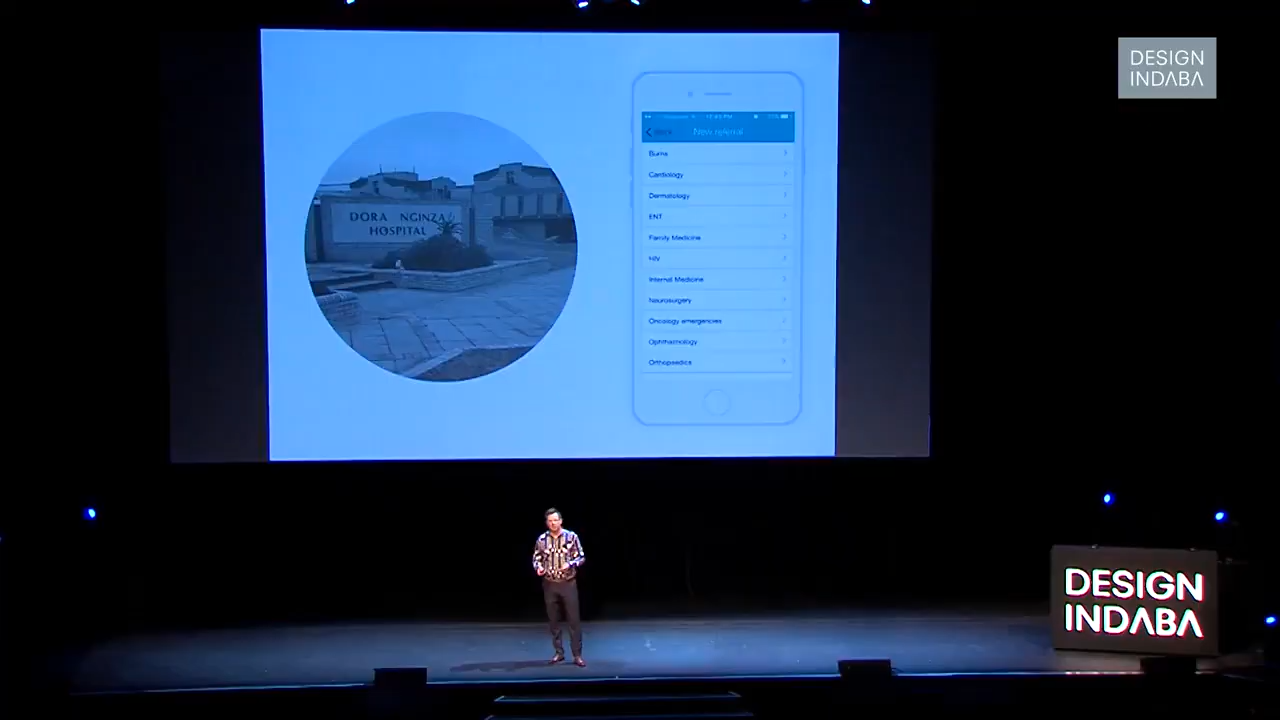 DESIGN
INDABA
DORA NGINZA
HOSPITAL
New referral
Burns
Cardiology
Dermatology
ENT
Family Medicine
HIV
Internal Medicine
Neurosurgery
Oncology emergencies
Ophthalmology
Orthopaedics
DESIGN
INDABA